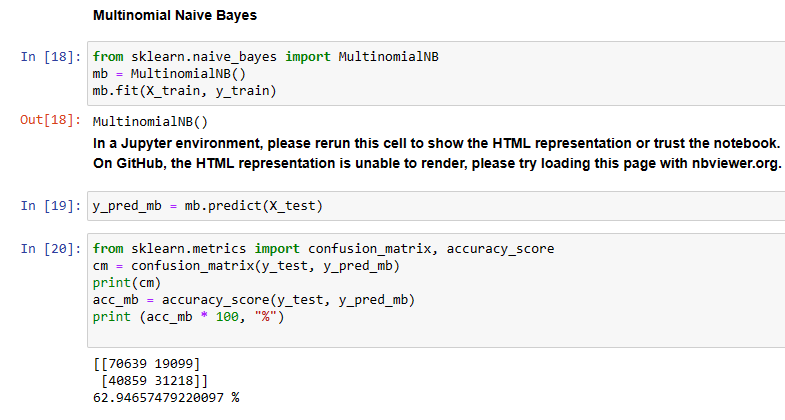 Multinomial Naive Bayes
In [18]: from sklearn.naive_bayes import MultinomialNB
mb = MultinomialNB()
mb.fit(X_train, y_train)
Out[18]: MultinomialNB()
In a Jupyter environment, please rerun this cell to show the HTML representation or trust the notebook.
On GitHub, the HTML representation is unable to render, please try loading this page with nbviewer.org.
In [19]: y_pred_mb = mb.predict(X_test)
In [20]: from sklearn.metrics import confusion_matrix, accuracy_score
cm = confusion_matrix(y_test, y_pred_mb)
print(cm)
acc_mb = accuracy_score(y_test, y_pred_mb)
print (acc_mb * 100, "%")
[[70639 19099]
 [40859 31218]]
62.94657479220097 %